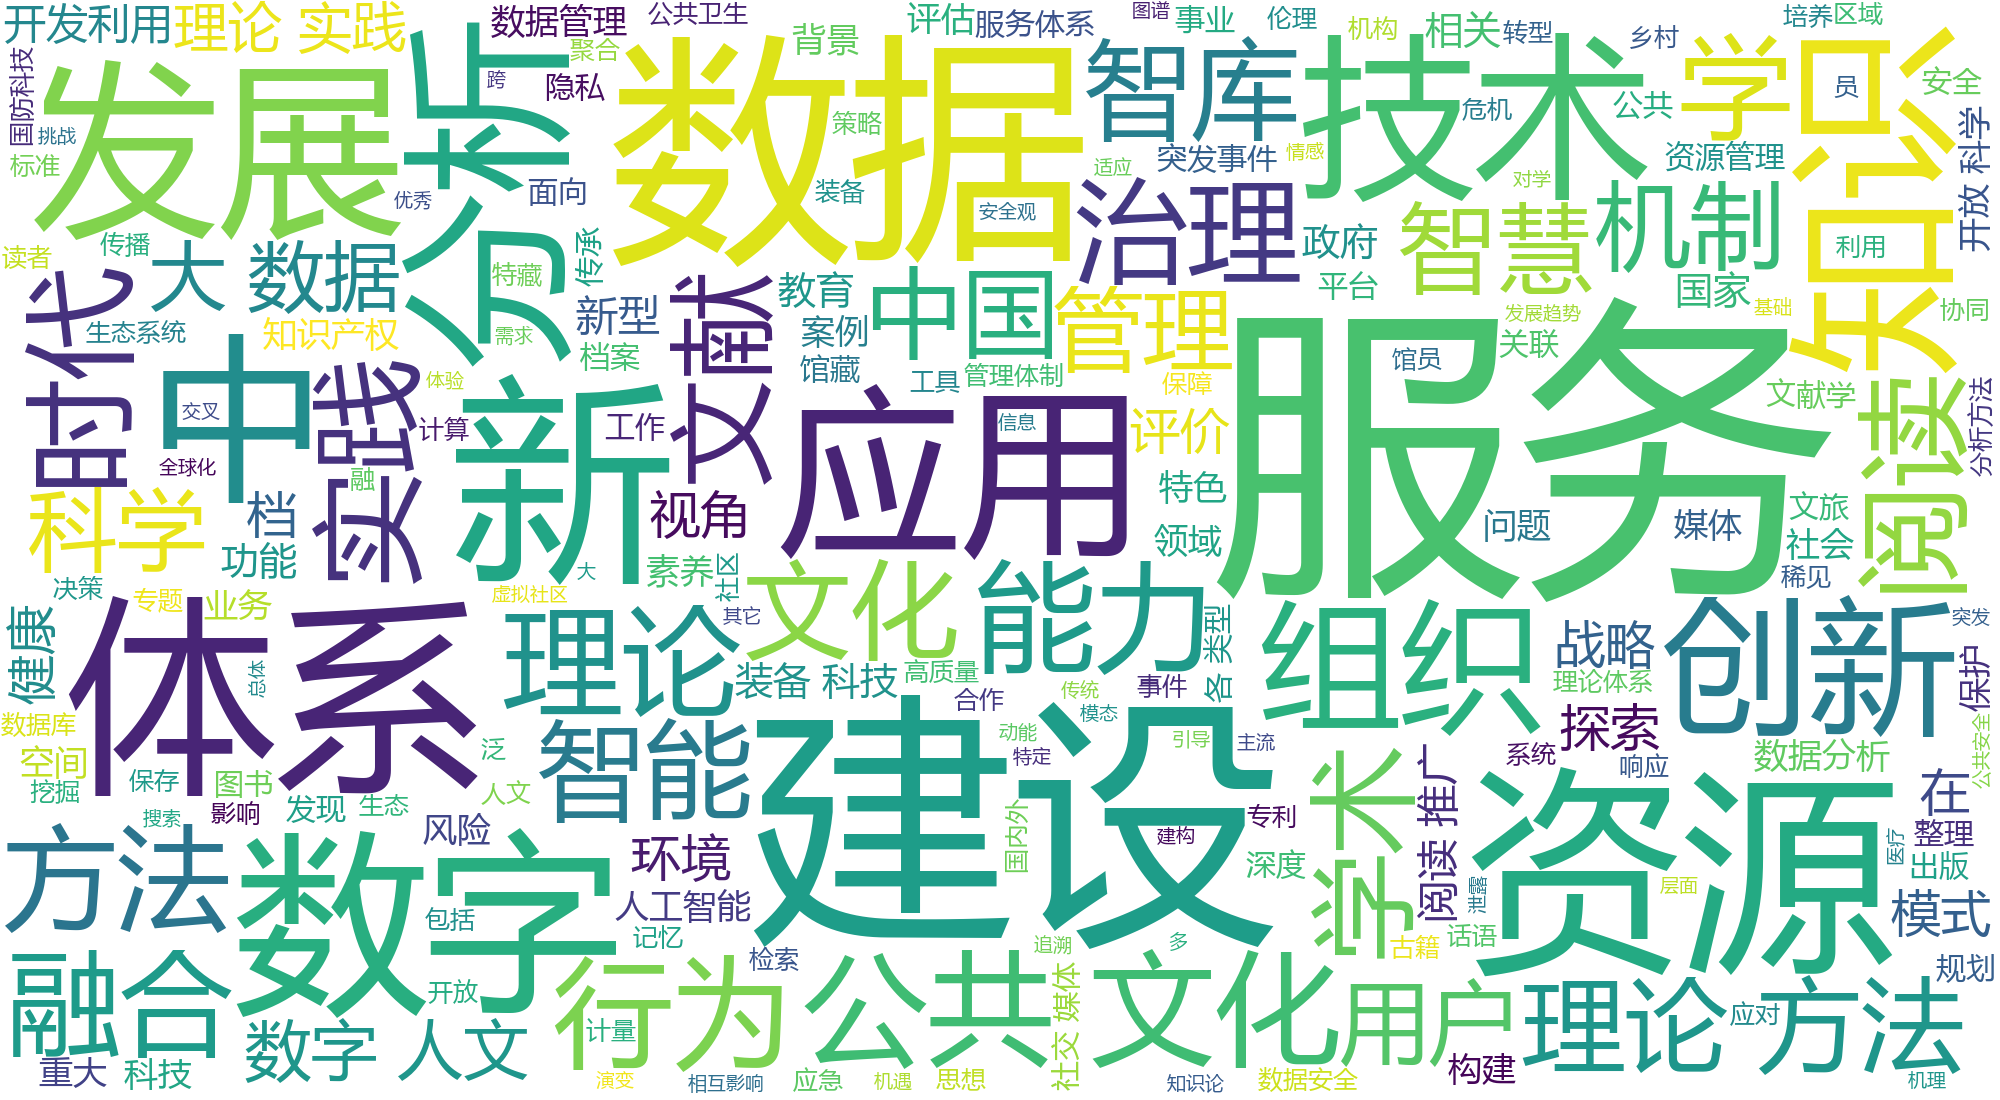 开发利用
理论 实践
数据管理
公共卫生
背景
评估
服务体系
图谱
事业
伦理
机构
相关
转型
乡村
培养
区域
国防科技
挑战
标准
发展
分析
聚合
跨
隐私
数据
策略
智库
技术
危机
公共
学
知识
员
安全
开放 科学
优秀
面向
装备
安全观
适应
突发事件
情感
对学
资源管理
治理
政府
智慧
机制
利用
读者
传播
大 数据
特藏
传承
教育
中国
管理
平台
国家
基础
协同
时代
生态系统
知识产权
需求
新型
文献
案例
发展趋势
关联
服务
中
实践
体验
档案
馆藏
工具
管理体制
保障
馆员
文献学
阅读
分析方法
交叉
计算
新
工作
应用
信息
评价
全球化
融
科学
档
视角
特色
问题
媒体
文旅
功能
领域
社会
决策
专题
业务
大
素养
社区
虚拟社区
文化
能力
稀见
健康
体系
总体
理论
其它
各 类型
组织
战略
创新
突发
装备 科技
高质量
合作
传统
事件
理论体系
保护
数据库
空间
智能
泛
建设
动能
模态
特定
引导
主流
探索
系统
数据分析
公共安全
挖掘
保存
图书
响应
在
搜索
影响
发现
生态
人文
国内外
建构
专利
学术
阅读 推广
资源
整理
医疗
方法
数字
风险
环境
深度
层面
出版
泄露
人工智能
包括
记忆
追溯
多
古籍
话语
模式
融合
开放
行为
检索
公共 文化
用户
理论 方法
规划
数字 人文
计量
社交 媒体
应对
重大
科技
演变
相互影响
应急
机遇
思想
知识论
数据安全
构建
机理